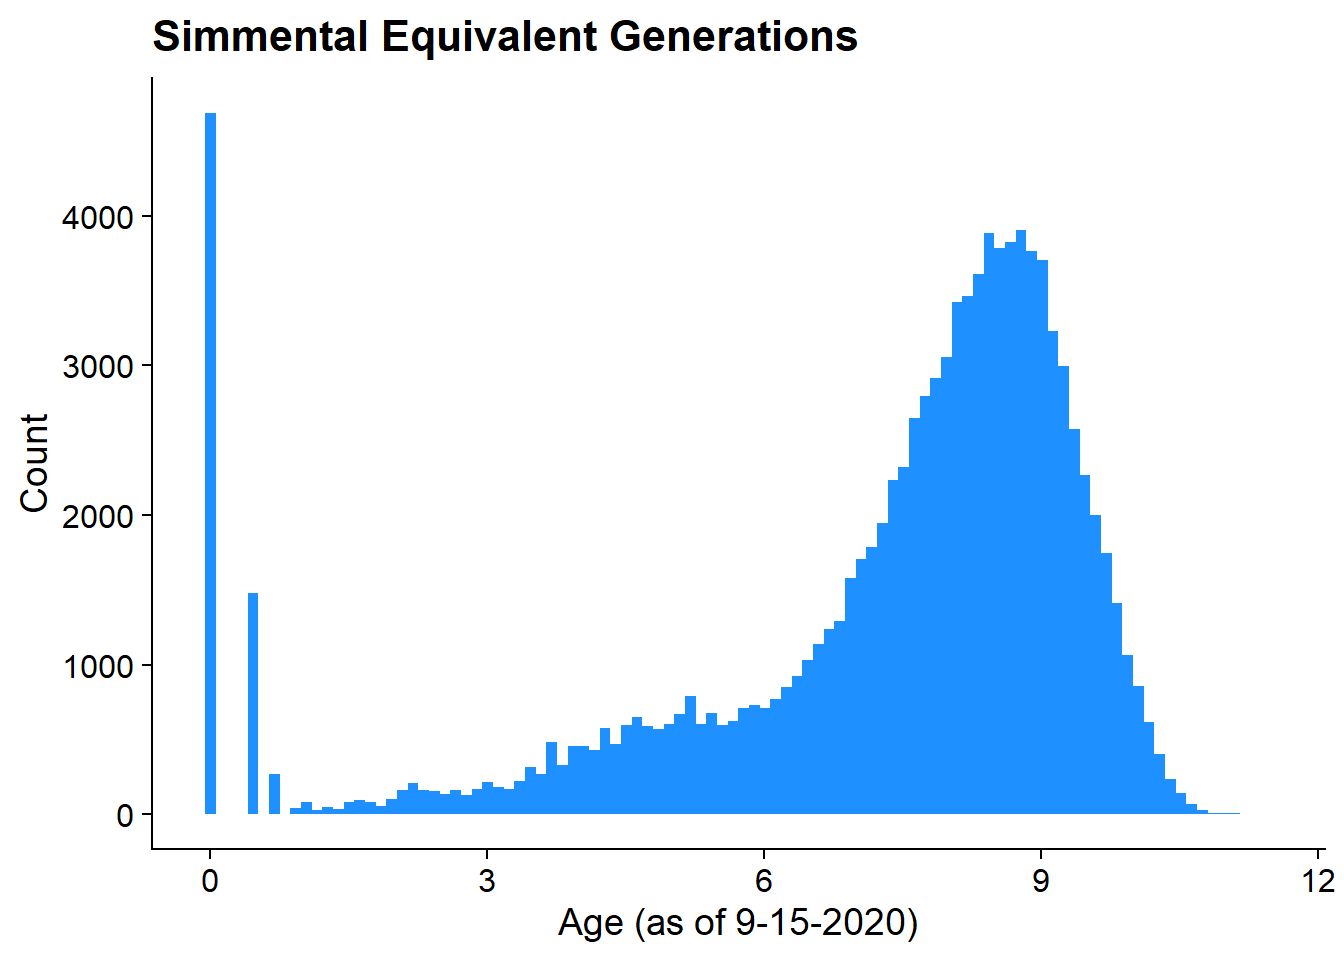 Simmental Equivalent Generations
4000
3000
2000
1000
0
Count
0 3 6 9 12
Age (as of 9-15-2020)